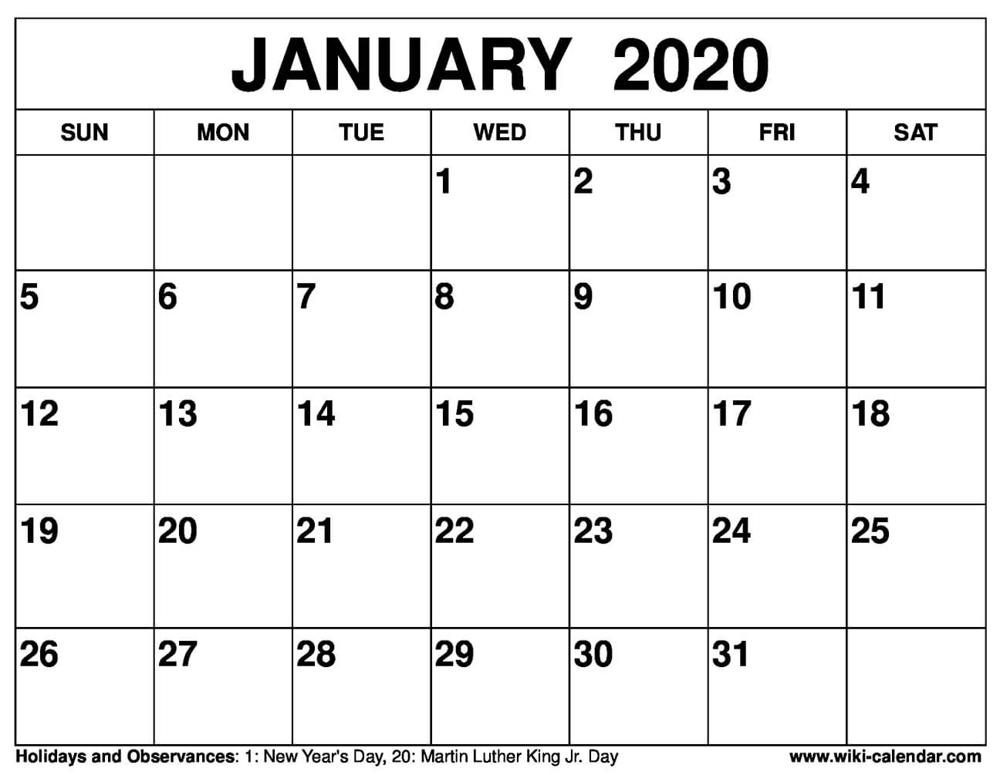 JANUARY 2020
SUN MON TUE WED THU FRI SAT
1 2 3 4
5 6 7 8 9 10 11
12 13 14 15 16 17 18
19 20 21 22 23 24 25
26 27 28 29 30 31
Holidays and Observances: 1: New Year's Day, 20: Martin Luther King Jr. Day www.wiki-calendar.com